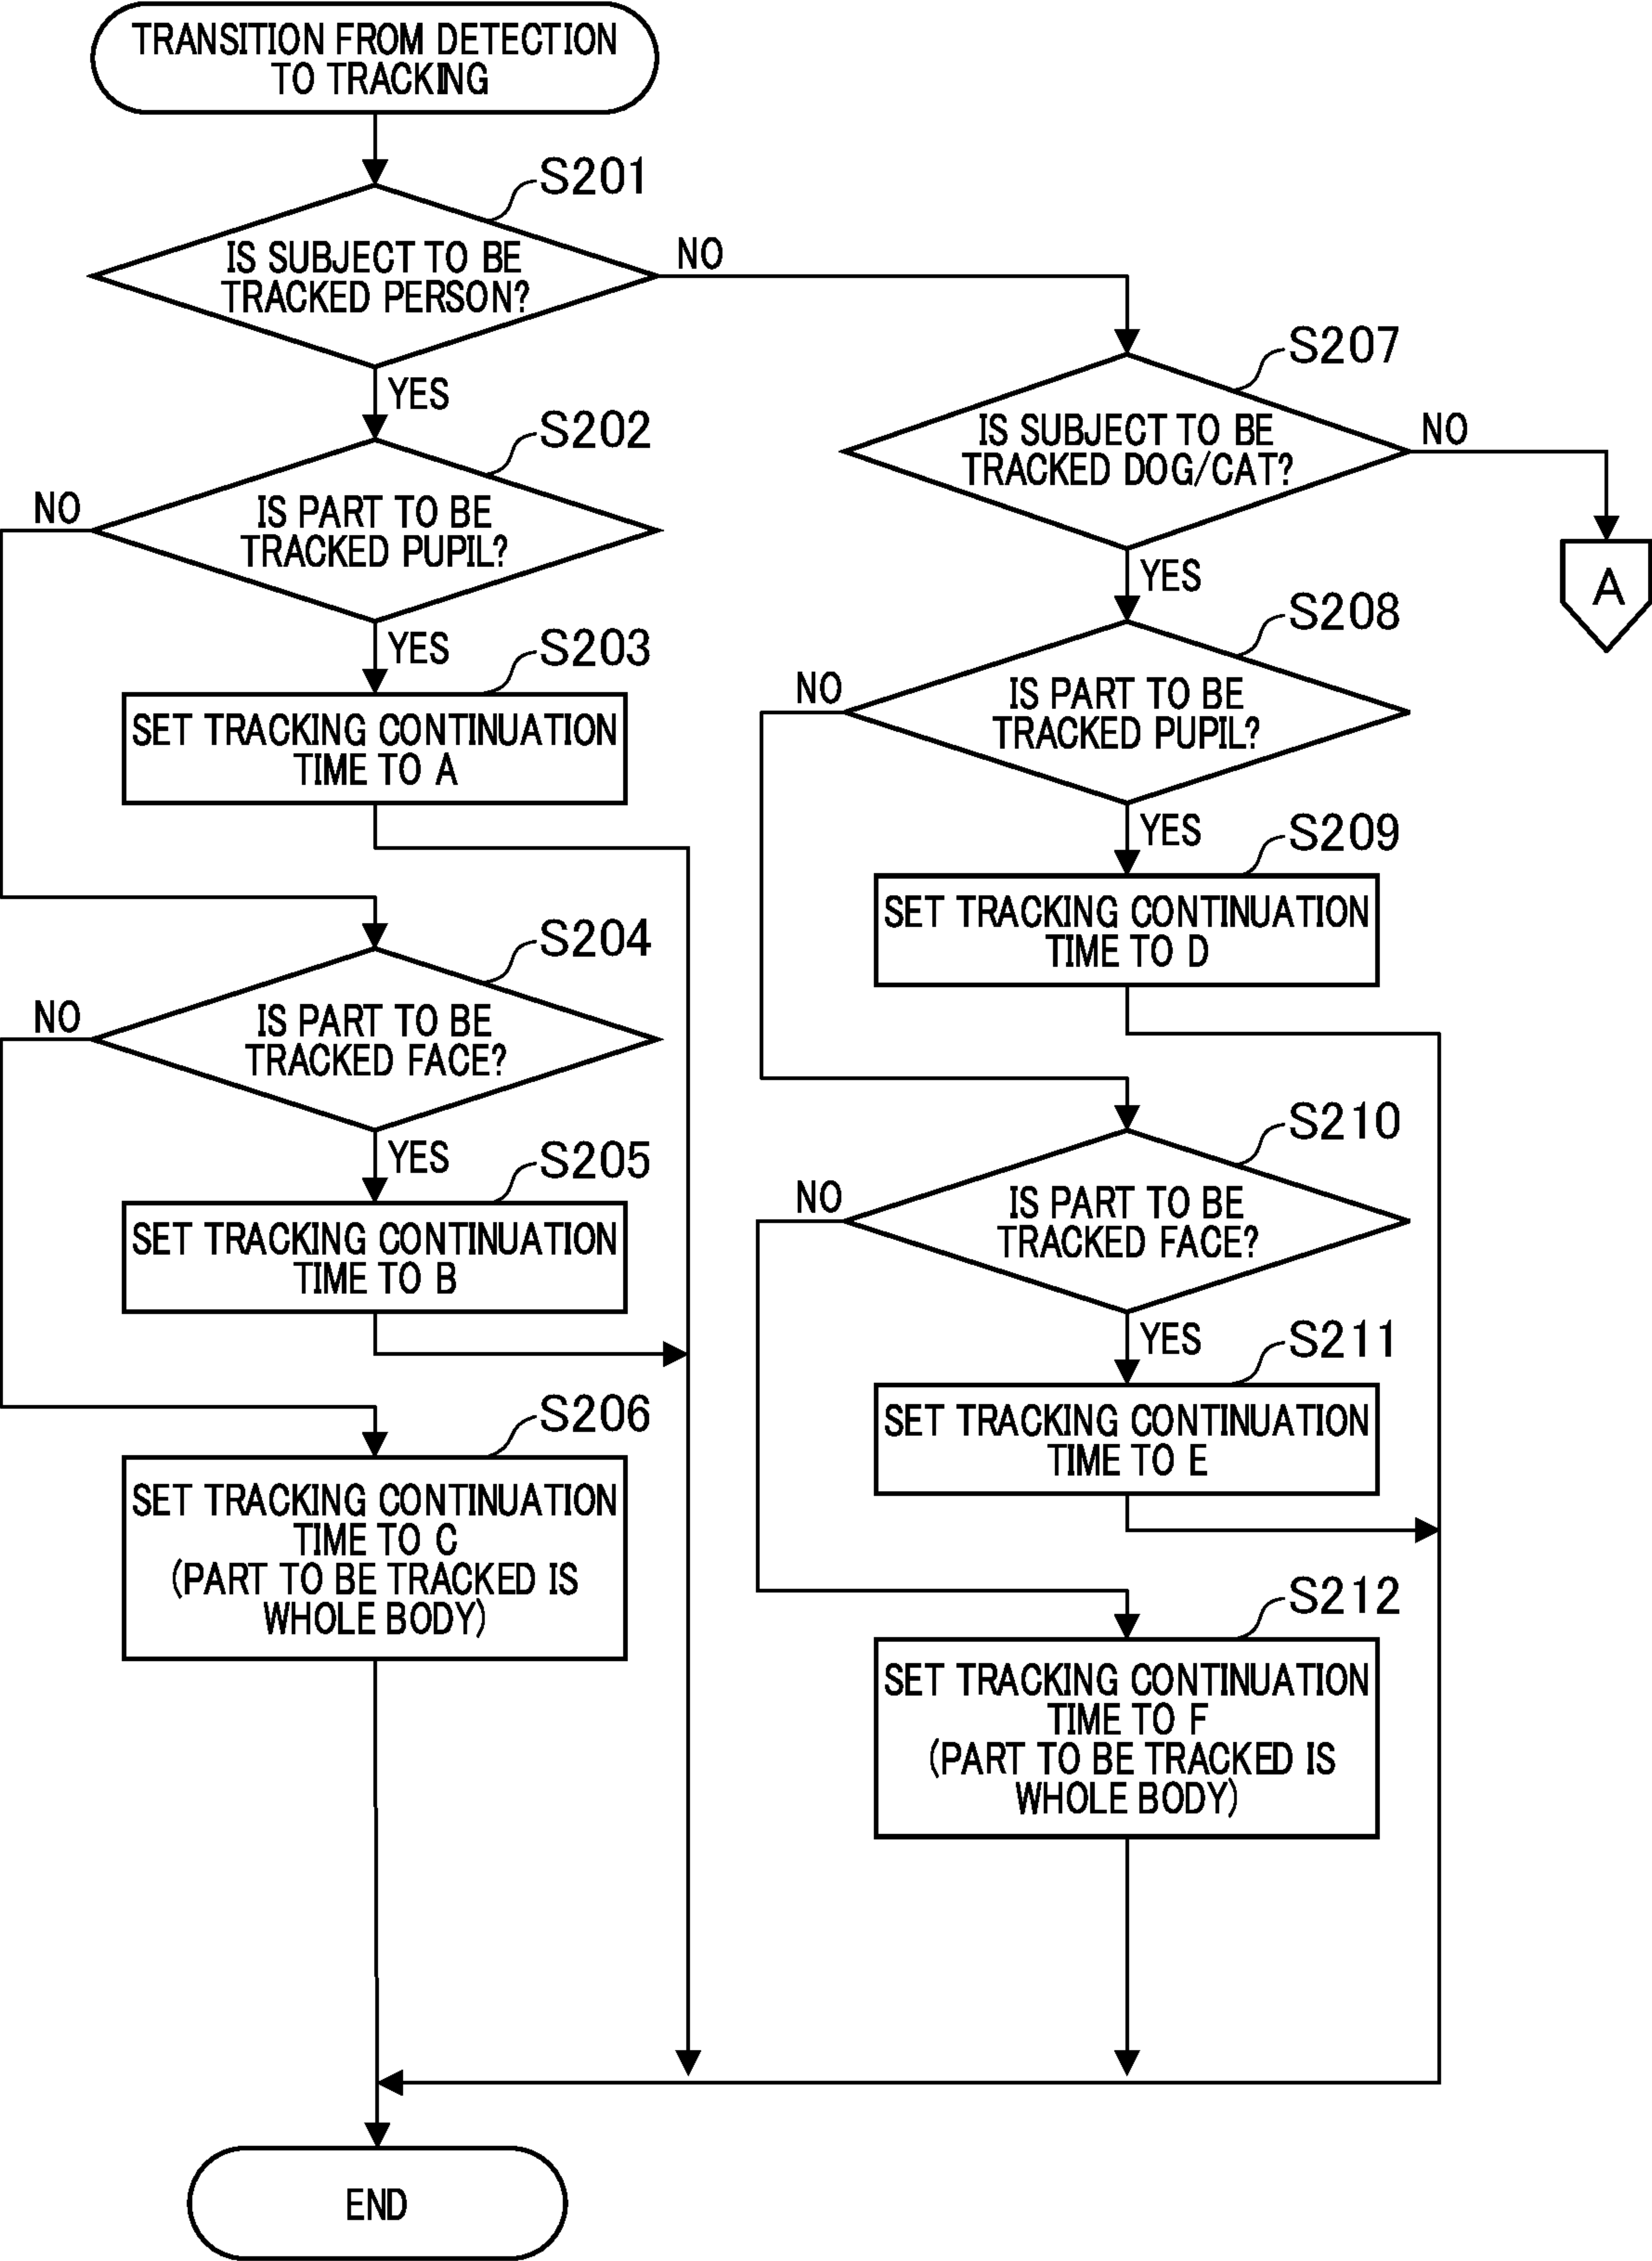 TRANSITION FROM DETECTION
TO TRACKING
S201
IS SUBJECT TO BE
TRACKED PERSON?
NO
YES
S202
IS PART TO BE
TRACKED PUPIL?
NO
YES
S203
SET TRACKING CONTINUATION
TIME TO A
S204
IS PART TO BE
TRACKED FACE?
NO
YES
S205
SET TRACKING CONTINUATION
TIME TO B
S206
SET TRACKING CONTINUATION
TIME TO C
(PART TO BE TRACKED IS
WHOLE BODY)
S207
IS SUBJECT TO BE
TRACKED DOG/CAT?
NO
A
YES
S208
IS PART TO BE
TRACKED PUPIL?
NO
YES
S209
SET TRACKING CONTINUATION
TIME TO D
S210
IS PART TO BE
TRACKED FACE?
NO
YES
S211
SET TRACKING CONTINUATION
TIME TO E
S212
SET TRACKING CONTINUATION
TIME TO F
(PART TO BE TRACKED IS
WHOLE BODY)
END